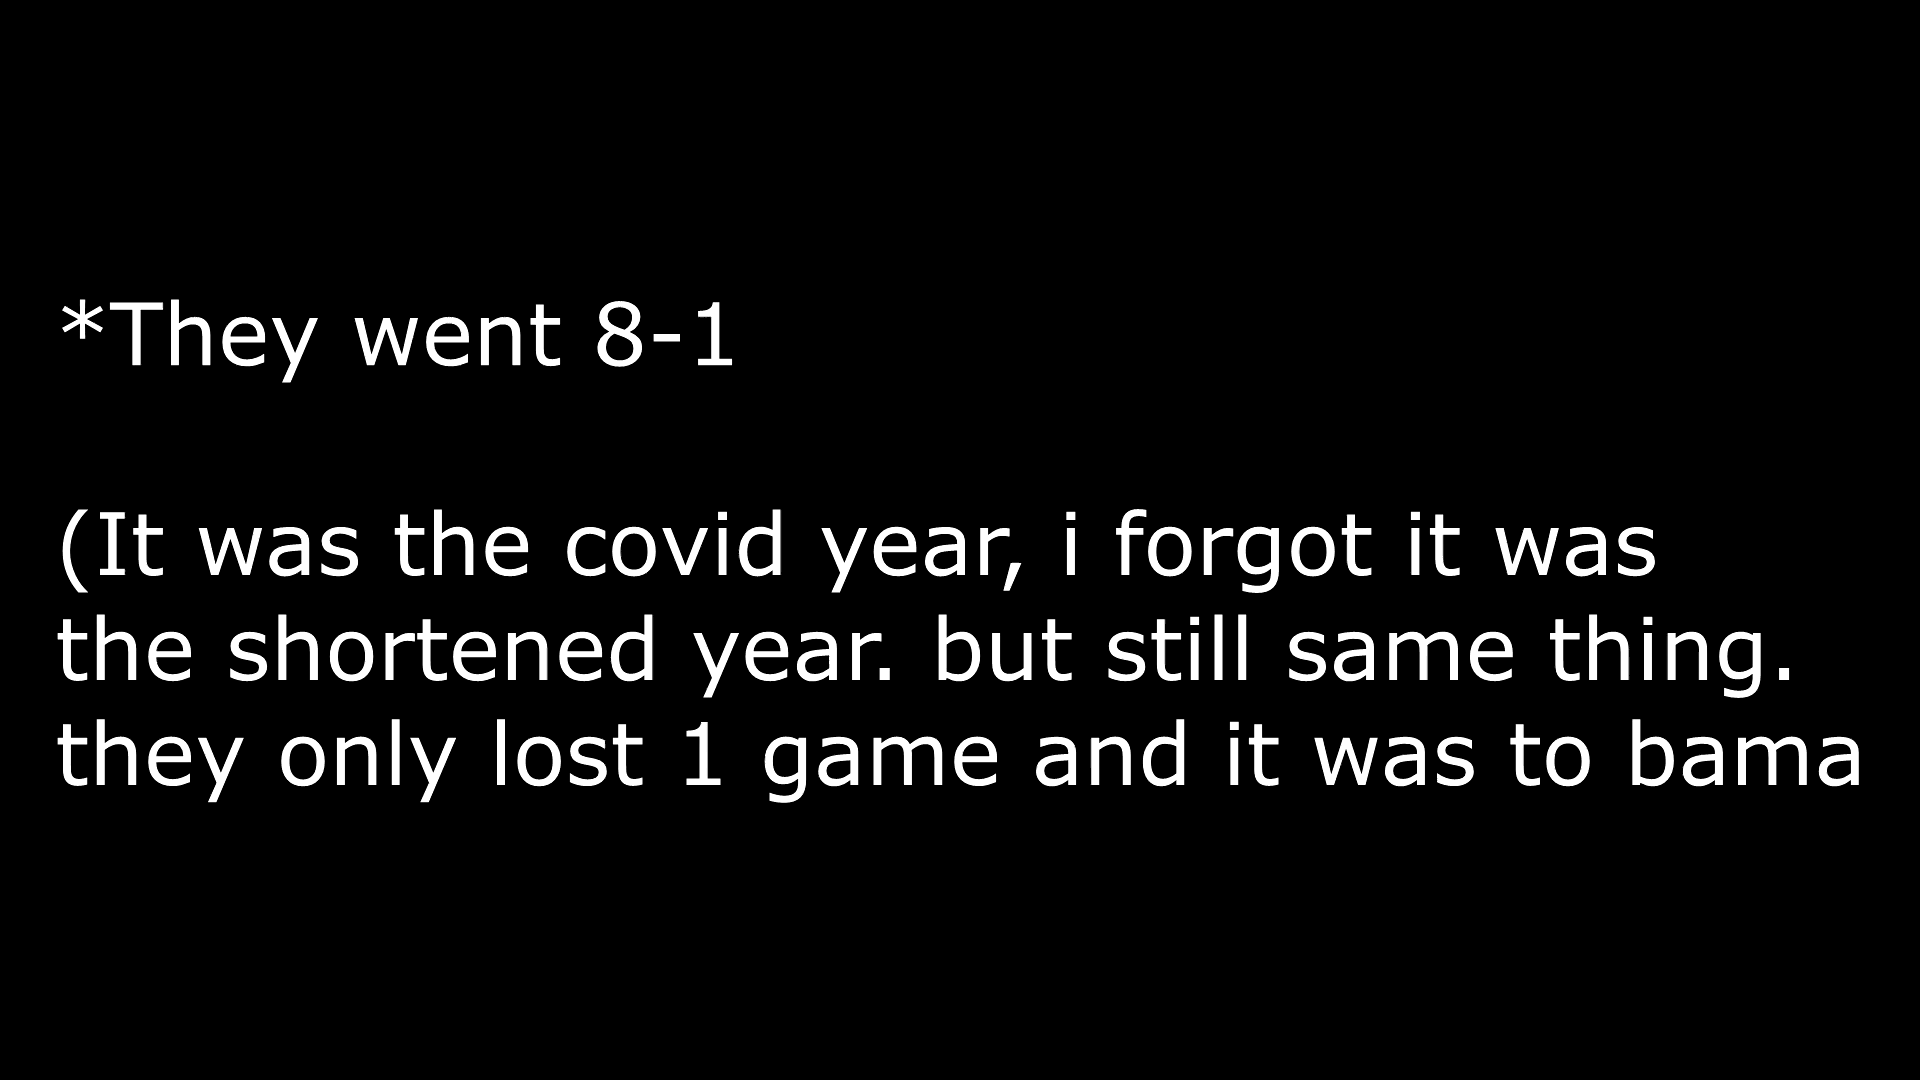 *They went 8-1
(It was the covid year, i forgot it was
the shortened year. but still same thing.
they only lost 1 game and it was to bama